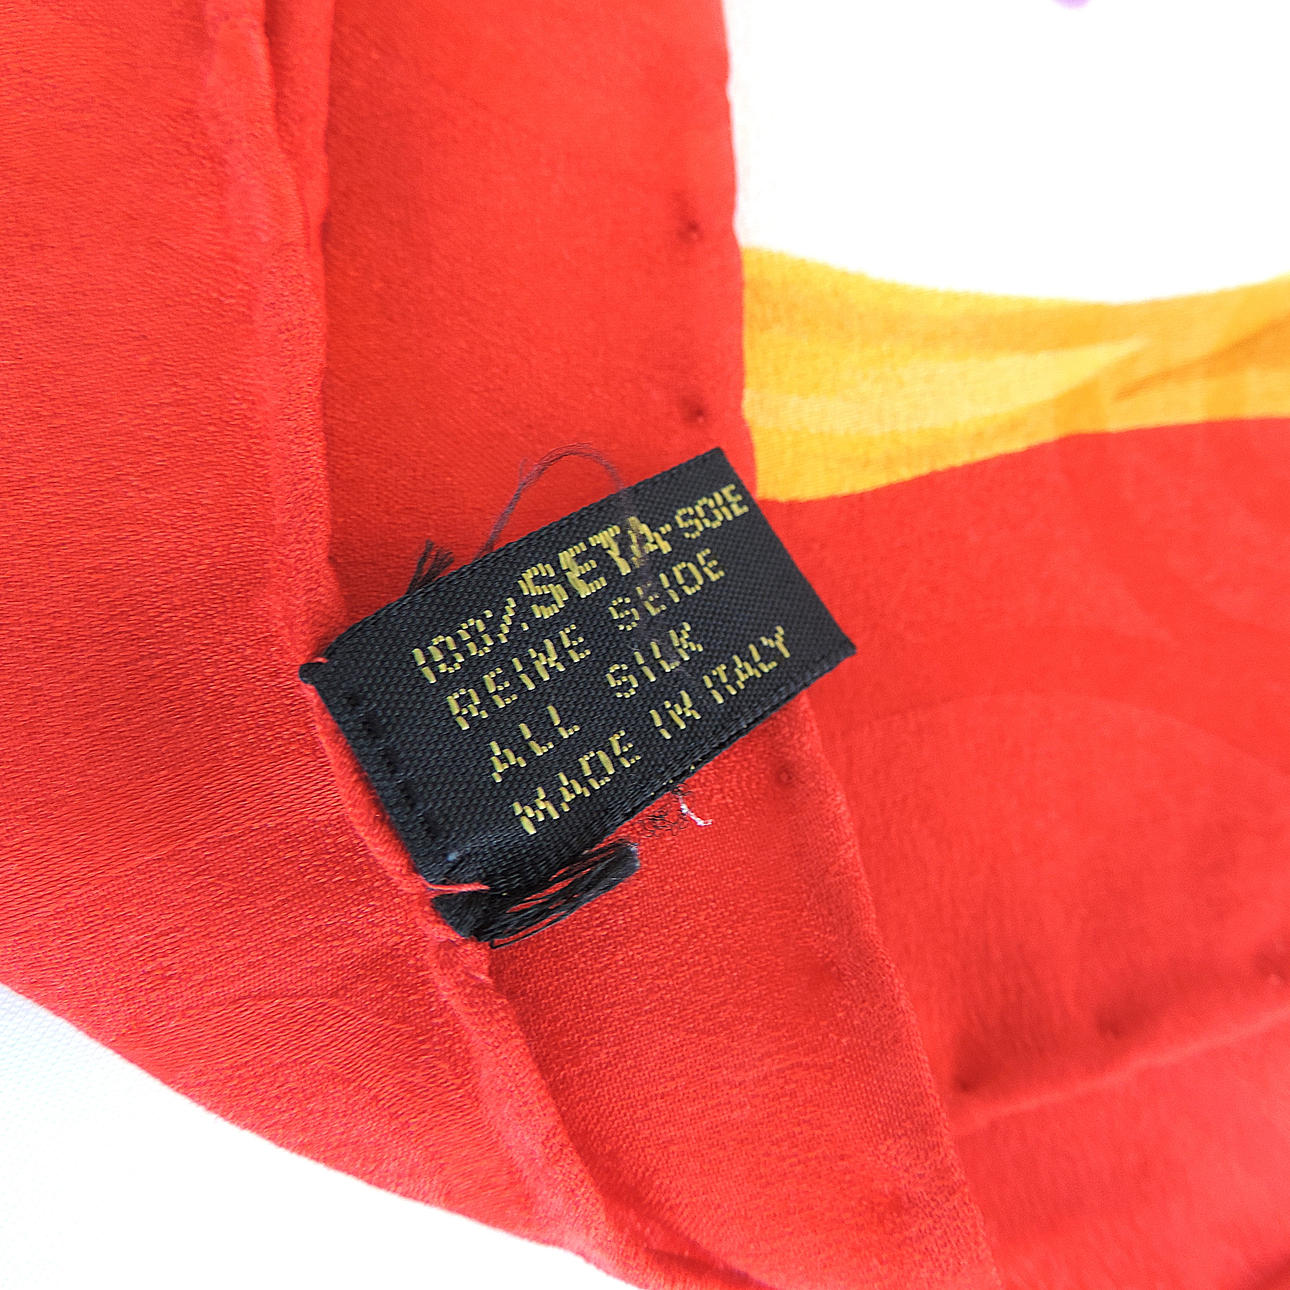 100% SETA-SOIE
REINE SEIDE
ALL SILK
MADE IN ITALY